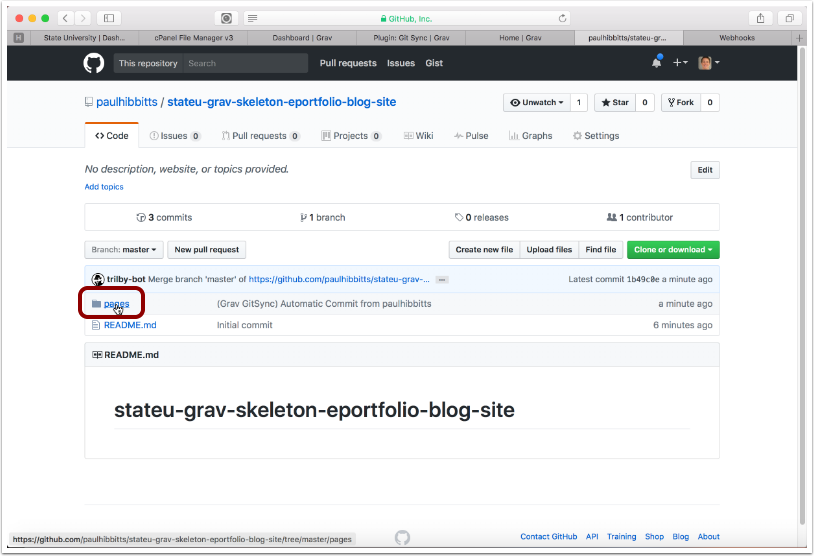 GitHub, Inc.
H State University | Dash... cPanel File Manager v3 Dashboard | Grav Plugin: Git Sync | Grav Home | Grav paulhibbitts/stateu-gr... Webhooks
This repository Search Pull requests Issues Gist
paulhibbitts / stateu-grav-skeleton-eportfolio-blog-site Unwatch 1 Star 0 Fork 0
Code Issues 0 Pull requests 0 Projects 0 Wiki Pulse Graphs Settings
No description, website, or topics provided. Edit
Add topics
3 commits 1 branch 0 releases 1 contributor
Branch: master New pull request Create new file Upload files Find file Clone or download
trilby-bot Merge branch 'master' of https://github.com/paulhibbitts/stateu-grav-... Latest commit 1b49c0e a minute ago
pages (Grav GitSync) Automatic Commit from paulhibbitts a minute ago
README.md Initial commit 6 minutes ago
README.md
stateu-grav-skeleton-eportfolio-blog-site
https://github.com/paulhibbitts/stateu-grav-skeleton-eportfolio-blog-site/tree/master/pages Contact GitHub API Training Shop Blog About